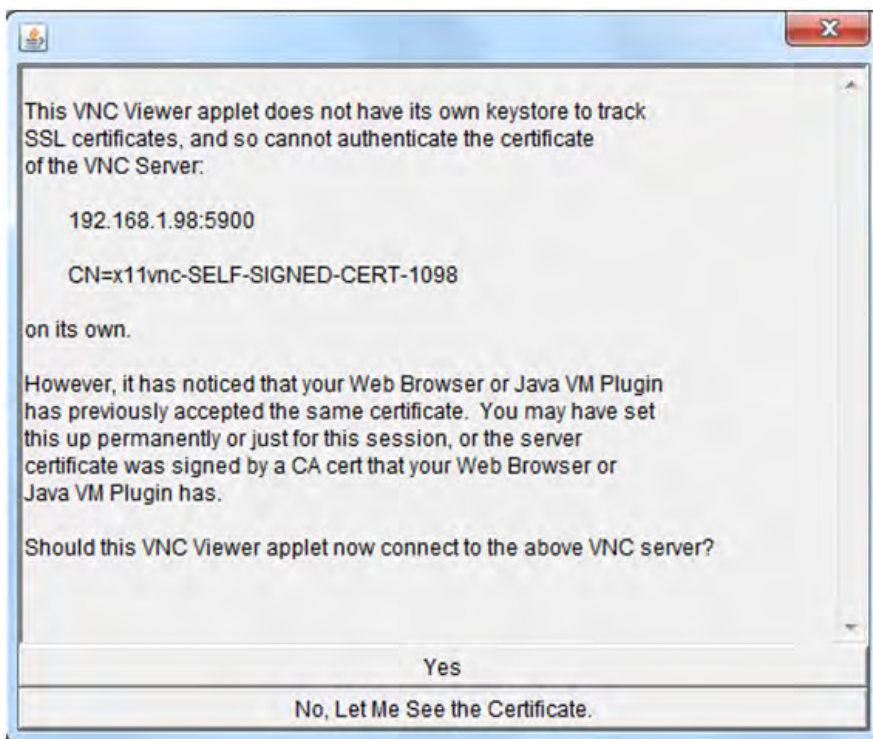 This VNC Viewer applet does not have its own keystore to track
SSL certificates, and so cannot authenticate the certificate
of the VNC Server:
192.168.1.98:5900
CN=x11vnc-SELF-SIGNED-CERT-1098
on its own.
However, it has noticed that your Web Browser or Java VM Plugin
has previously accepted the same certificate.  You may have set
this up permanently or just for this session, or the server
certificate was signed by a CA cert that your Web Browser or
Java VM Plugin has.
Should this VNC Viewer applet now connect to the above VNC server?
Yes
No, Let Me See the Certificate.